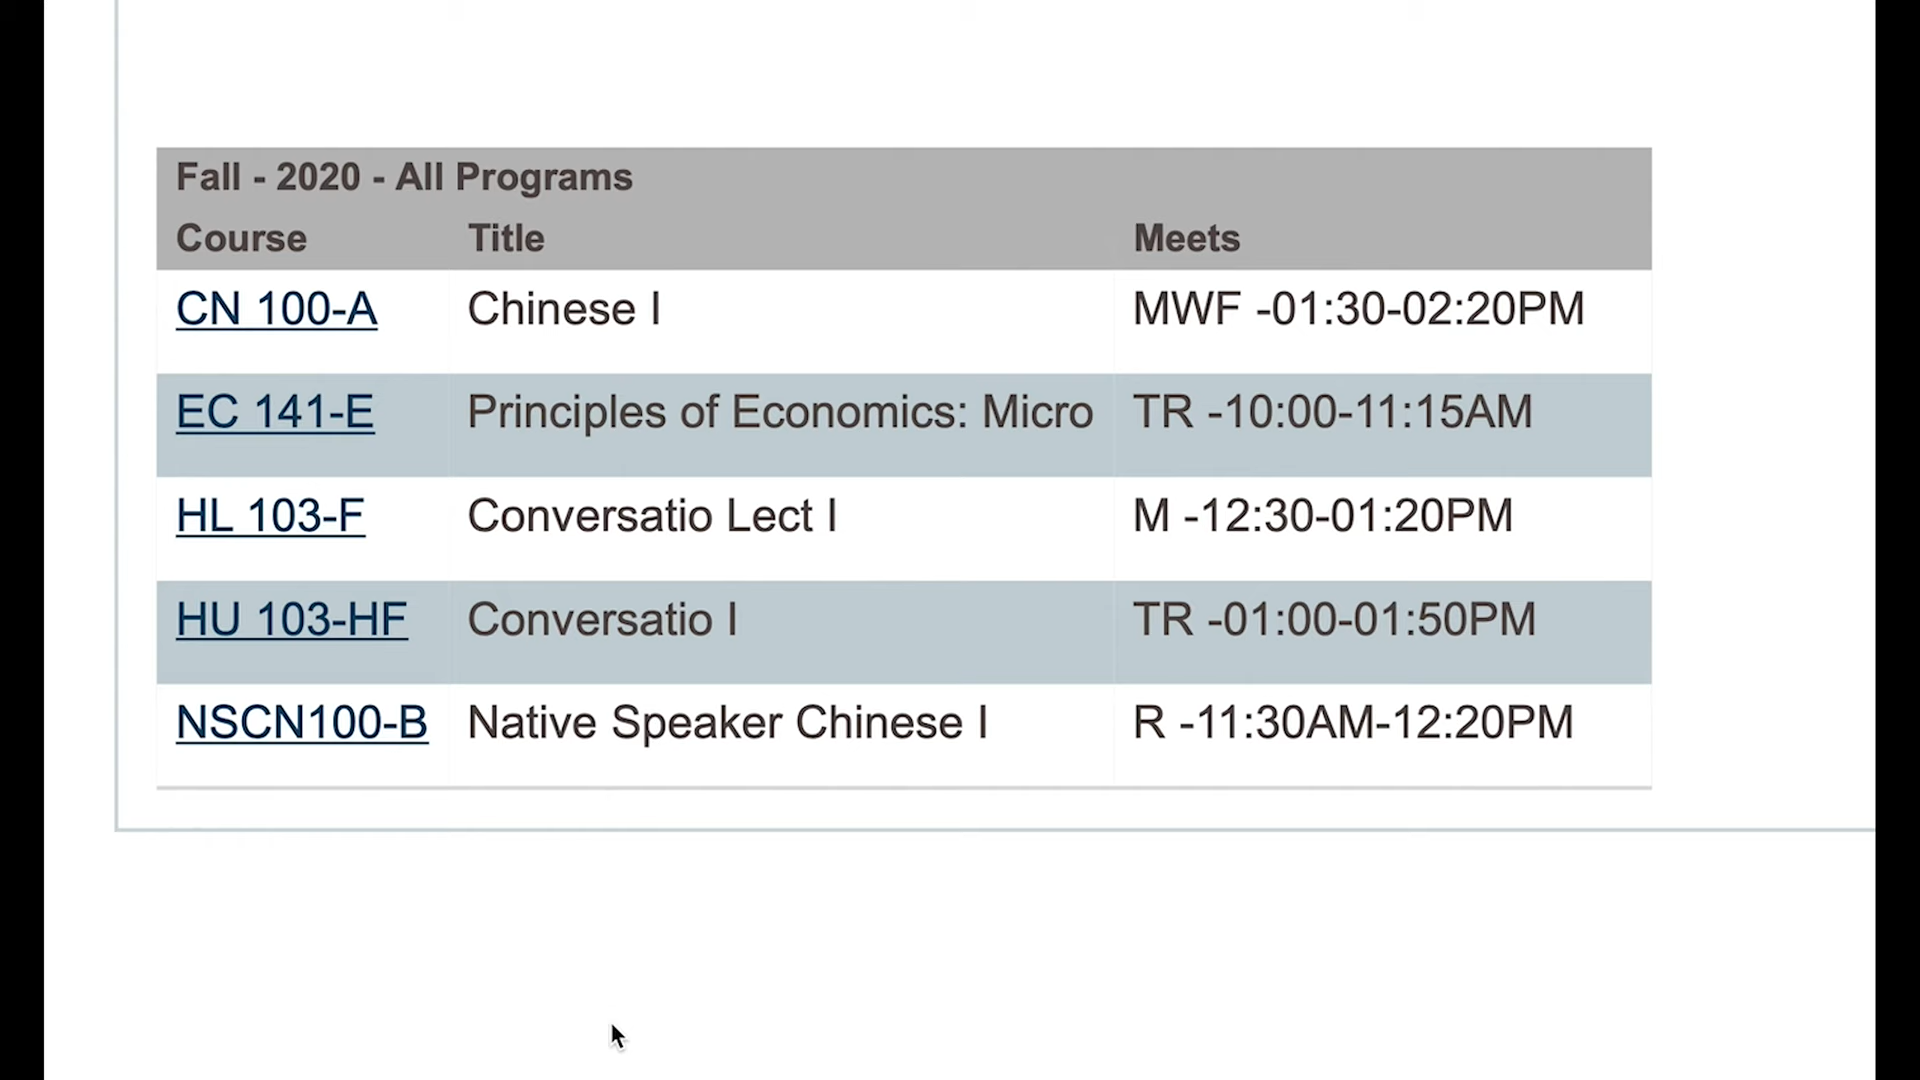 Fall - 2020 - All Programs
Course Title Meets
CN 100-A Chinese I MWF -01:30-02:20PM
EC 141-E Principles of Economics: Micro TR -10:00-11:15AM
HL 103-F Conversatio Lect I M -12:30-01:20PM
HU 103-HF Conversatio I TR -01:00-01:50PM
NSCN100-B Native Speaker Chinese I R -11:30AM-12:20PM